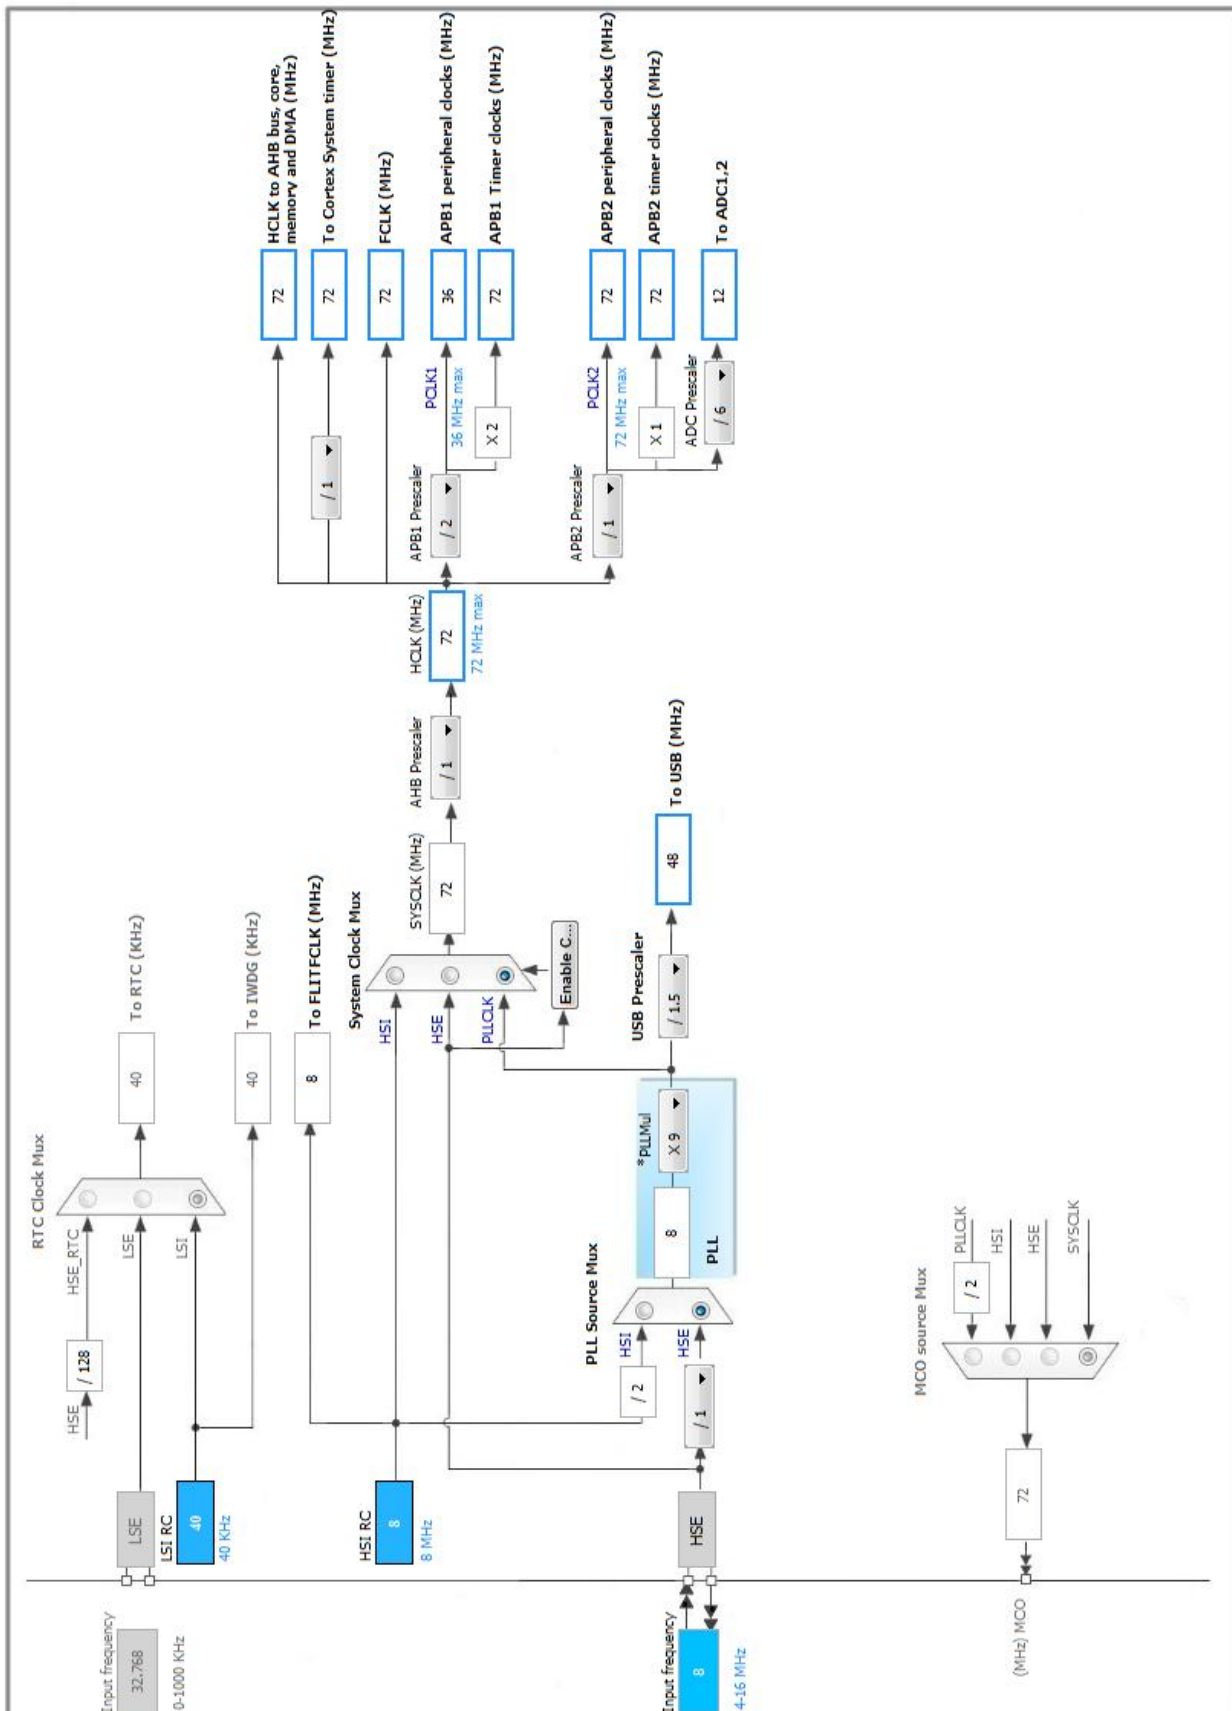 Input frequency
32.768
0-1000 KHz
LSE
LSI RC
40
40 KHz
HSE
/ 128
HSE_RTC
LSE
LSI
RTC Clock Mux
40
To RTC (KHz)
40
To IWDG (KHz)
8
To FLITFCLK (MHz)
HSI RC
8
8 MHz
HSI
HSE
PLLCLK
System Clock Mux
Enable C...
SYSCLK (MHz)
72
AHB Prescaler
/ 1
HCLK (MHz)
72
72 MHz max
/ 1
72
HCLK to AHB bus, core,
memory and DMA (MHz)
72
To Cortex System timer (MHz)
72
FCLK (MHz)
APB1 Prescaler
/ 2
PCLK1
36 MHz max
36
APB1 peripheral clocks (MHz)
X 2
72
APB1 Timer clocks (MHz)
APB2 Prescaler
/ 1
PCLK2
72 MHz max
72
APB2 peripheral clocks (MHz)
X 1
72
APB2 timer clocks (MHz)
ADC Prescaler
/ 6
12
To ADC1,2
Input frequency
8
4-16 MHz
HSE
/ 2
/ 1
HSI
HSE
PLL Source Mux
8
*PLLMul
X 9
PLL
USB Prescaler
/ 1.5
48
To USB (MHz)
(MHz) MCO
72
MCO source Mux
/ 2
PLLCLK
HSI
HSE
SYSCLK